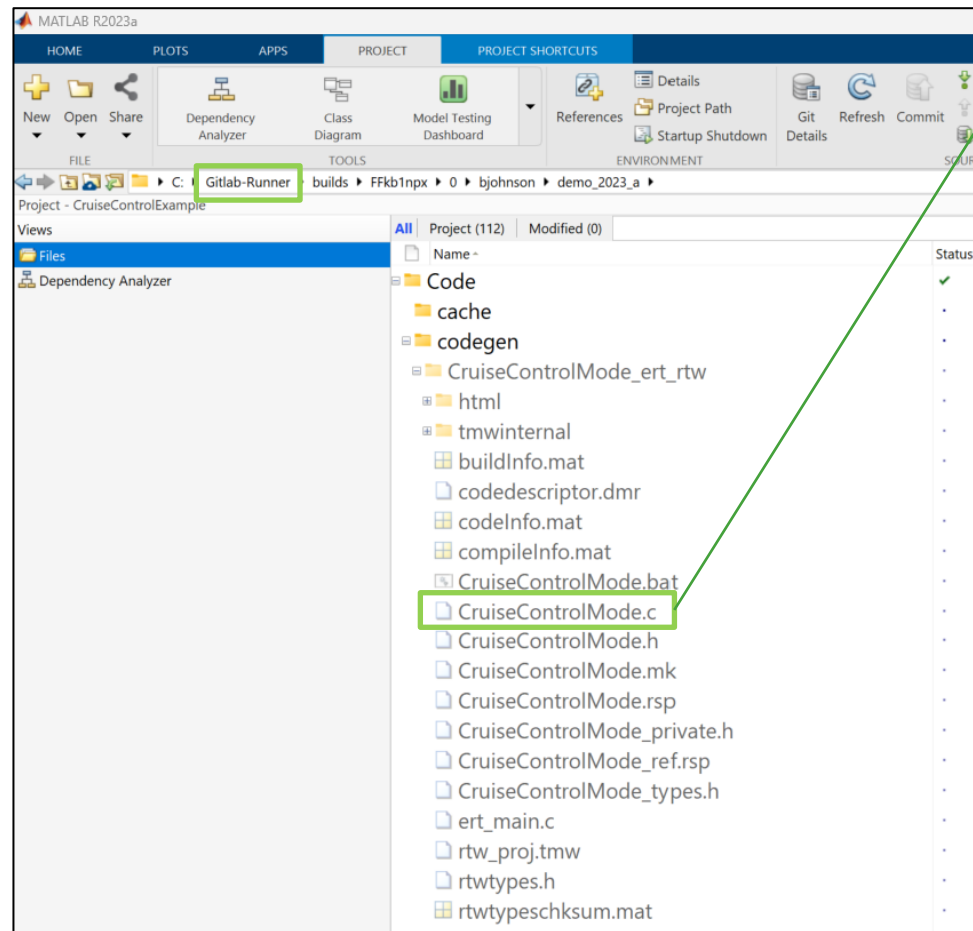 MATLAB R2023a
HOME PLOTS APPS PROJECT PROJECT SHORTCUTS
New Open Share Dependency Analyzer Class Diagram Model Testing Dashboard References Details Project Path Startup Shutdown Git Details Refresh Commit
FILE TOOLS ENVIRONMENT
C: Gitlab-Runner builds FFkb1npx 0 bjohnson demo_2023_a
Project - CruiseControlExample
Views All Project (112) Modified (0)
Files Name Status
Dependency Analyzer Code
cache
codegen
CruiseControlMode_ert_rtw
html
tmwinternal
buildInfo.mat
codedescriptor.dmr
codeInfo.mat
compileInfo.mat
CruiseControlMode.bat
CruiseControlMode.c
CruiseControlMode.h
CruiseControlMode.mk
CruiseControlMode.rsp
CruiseControlMode_private.h
CruiseControlMode_ref.rsp
CruiseControlMode_types.h
ert_main.c
rtw_proj.tmw
rtwtypes.h
rtwtypeschksum.mat